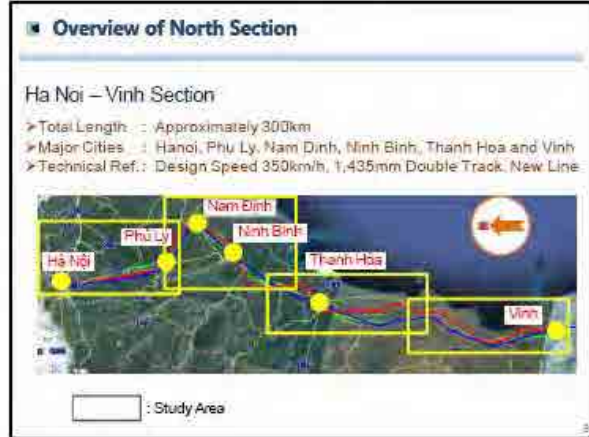 Overview of North Section
Ha Noi – Vinh Section
➢Total Length : Approximately 300km
➢Major Cities : Hanoi, Phu Ly, Nam Dinh, Ninh Binh, Thanh Hoa and Vinh
➢Technical Ref.: Design Speed 350km/h, 1,435mm Double Track, New Line
Nam Định
Phủ Lý
Ninh Bình
Hà Nội
Thanh Hóa
Vinh
: Study Area